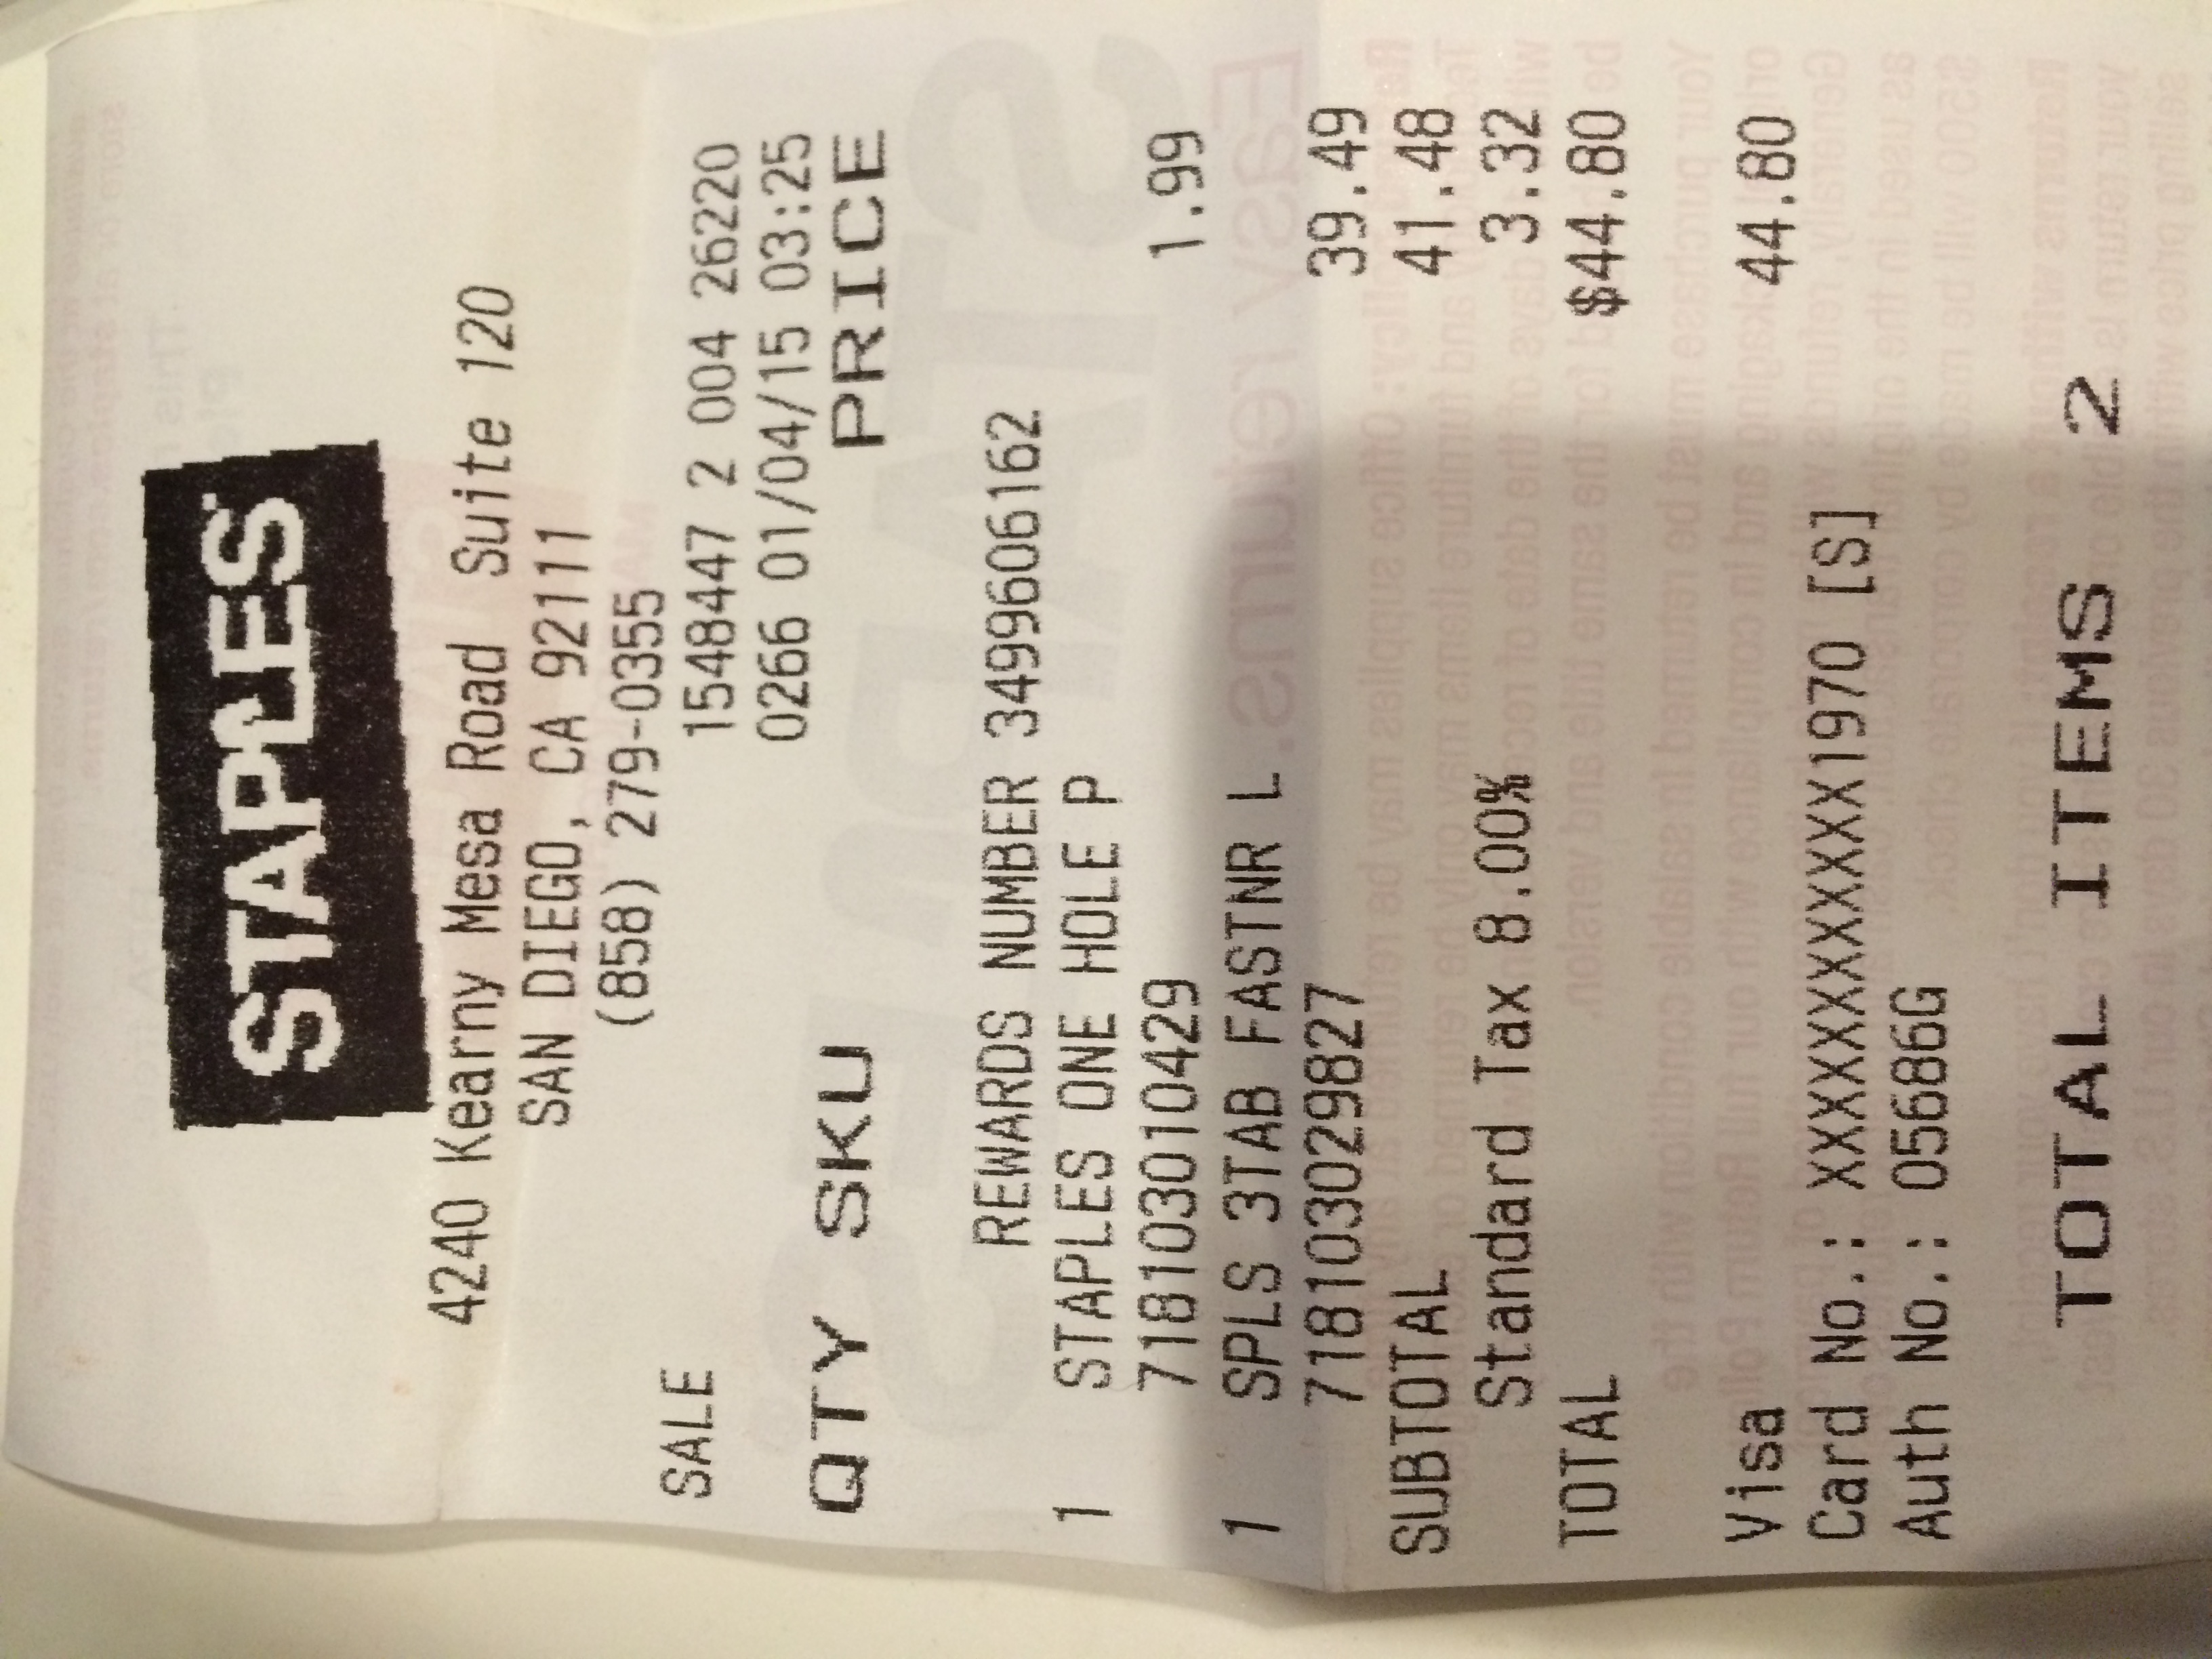 STAPLES
4240 Kearny Mesa Road Suite 120
SAN DIEGO, CA 92111
(858) 279-0355
SALE 1548447 2 004 26220
0266 01/04/15 03:25
QTY SKU PRICE
REWARDS NUMBER 3499606162
1 STAPLES ONE HOLE P
718103010429 1.99
1 SPLS 3TAB FASTNR L
718103029827 39.49
SUBTOTAL 41.48
Standard Tax 8.00% 3.32
TOTAL $44.80
Visa 44.80
Card No.: XXXXXXXXXXXX1970 [S]
Auth No.: 05686G
TOTAL ITEMS 2